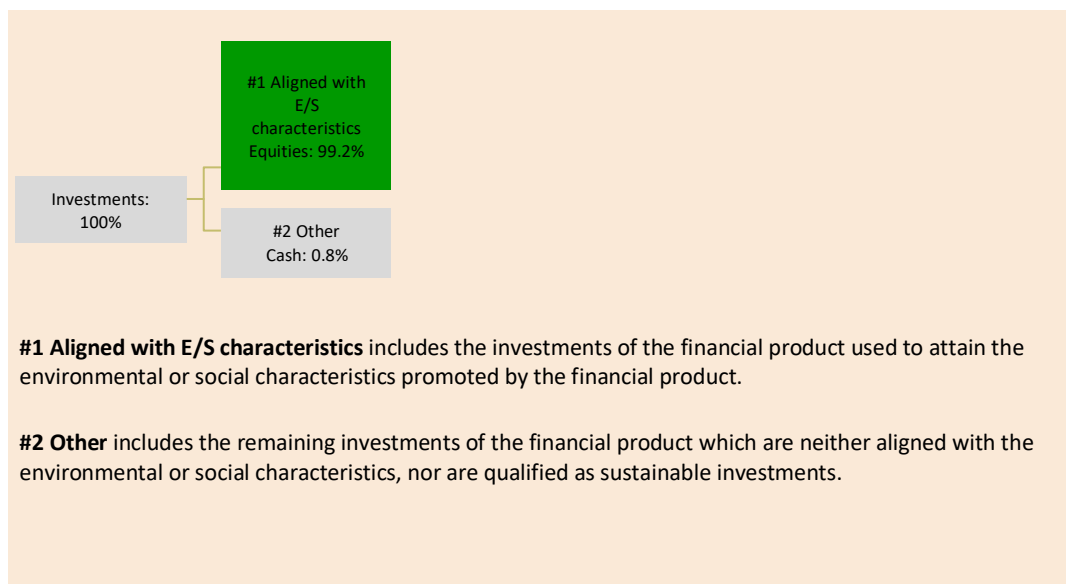 #1 Aligned with
E/S
characteristics
Equities: 99.2%
Investments:
100%
#2 Other
Cash: 0.8%
#1 Aligned with E/S characteristics includes the investments of the financial product used to attain the
environmental or social characteristics promoted by the financial product.
#2 Other includes the remaining investments of the financial product which are neither aligned with the
environmental or social characteristics, nor are qualified as sustainable investments.